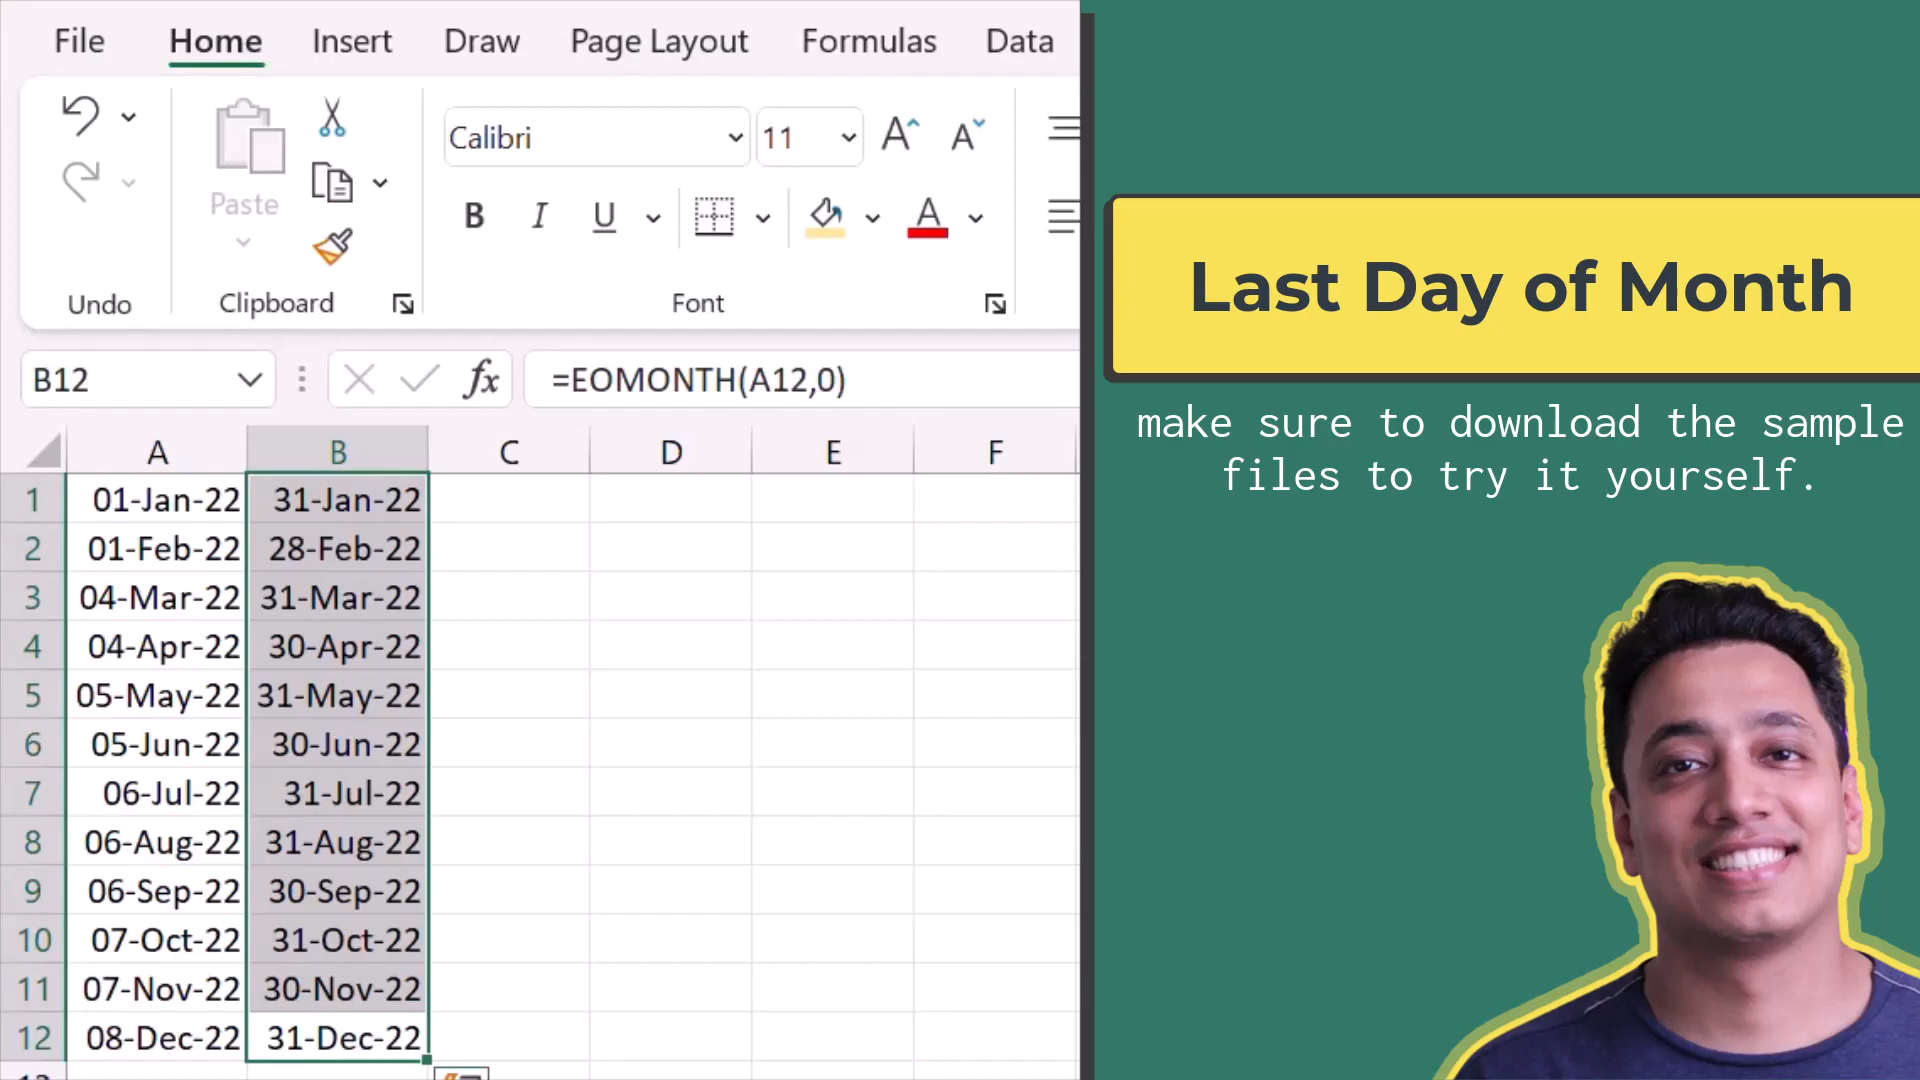 File Home Insert Draw Page Layout Formulas Data
Calibri 11 A A
B I U A
Paste
Undo Clipboard Font
B12 fx =EOMONTH(A12,0)
A B C D E F
1 01-Jan-22 31-Jan-22
2 01-Feb-22 28-Feb-22
3 04-Mar-22 31-Mar-22
4 04-Apr-22 30-Apr-22
5 05-May-22 31-May-22
6 05-Jun-22 30-Jun-22
7 06-Jul-22 31-Jul-22
8 06-Aug-22 31-Aug-22
9 06-Sep-22 30-Sep-22
10 07-Oct-22 31-Oct-22
11 07-Nov-22 30-Nov-22
12 08-Dec-22 31-Dec-22
Last Day of Month
make sure to download the sample
files to try it yourself.